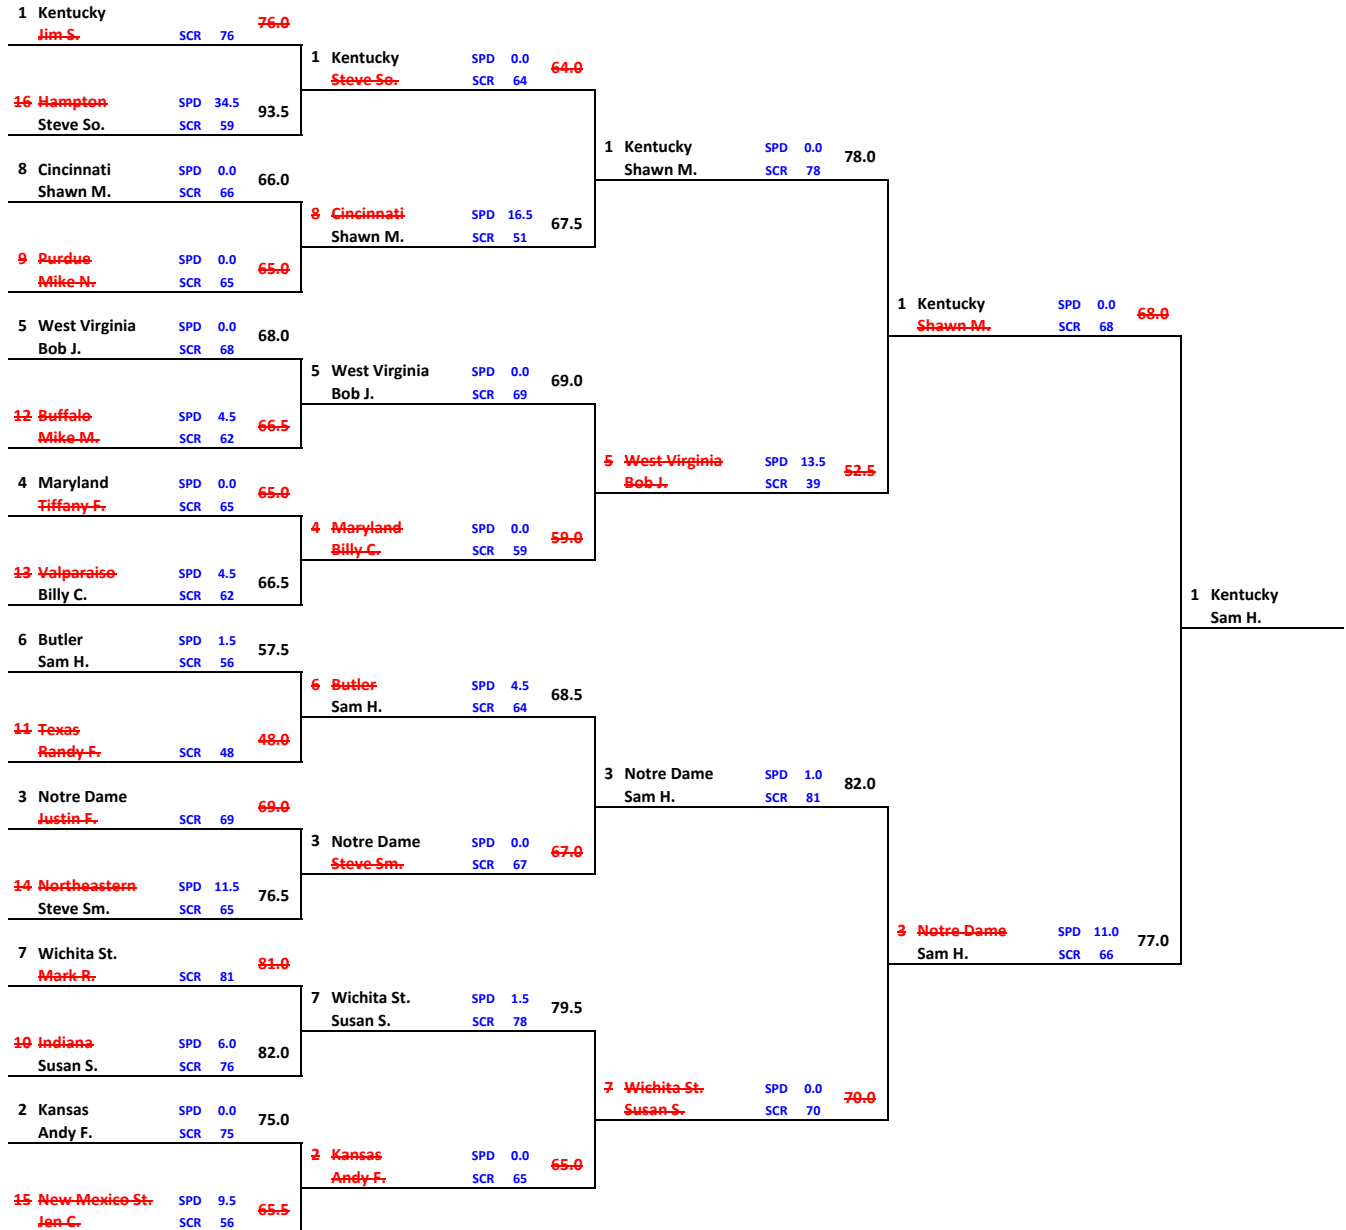 1 Kentucky 76.0
Jim S. SCR 76
16 Hampton SPD 34.5 93.5
Steve So. SCR 59
8 Cincinnati SPD 0.0 66.0
Shawn M. SCR 66
9 Purdue SPD 0.0 65.0
Mike N. SCR 65
5 West Virginia SPD 0.0 68.0
Bob J. SCR 68
12 Buffalo SPD 4.5 66.5
Mike M. SCR 62
4 Maryland SPD 0.0 65.0
Tiffany F. SCR 65
13 Valparaiso SPD 4.5 66.5
Billy C. SCR 62
6 Butler SPD 1.5 57.5
Sam H. SCR 56
11 Texas 48.0
Randy F. SCR 48
3 Notre Dame 69.0
Justin F. SCR 69
14 Northeastern SPD 11.5 76.5
Steve Sm. SCR 65
7 Wichita St. 81.0
Mark R. SCR 81
10 Indiana SPD 6.0 82.0
Susan S. SCR 76
2 Kansas SPD 0.0 75.0
Andy F. SCR 75
15 New Mexico St. SPD 9.5 65.5
Jen C. SCR 56
1 Kentucky SPD 0.0 64.0
Steve So. SCR 64
8 Cincinnati SPD 16.5 67.5
Shawn M. SCR 51
5 West Virginia SPD 0.0 69.0
Bob J. SCR 69
4 Maryland SPD 0.0 59.0
Billy C. SCR 59
6 Butler SPD 4.5 68.5
Sam H. SCR 64
3 Notre Dame SPD 0.0 67.0
Steve Sm. SCR 67
7 Wichita St. SPD 1.5 79.5
Susan S. SCR 78
2 Kansas SPD 0.0 65.0
Andy F. SCR 65
1 Kentucky SPD 0.0 78.0
Shawn M. SCR 78
5 West Virginia SPD 13.5 52.5
Bob J. SCR 39
3 Notre Dame SPD 1.0 82.0
Sam H. SCR 81
7 Wichita St. SPD 0.0 70.0
Susan S. SCR 70
1 Kentucky SPD 0.0 68.0
Shawn M. SCR 68
3 Notre Dame SPD 11.0 77.0
Sam H. SCR 66
1 Kentucky
Sam H.